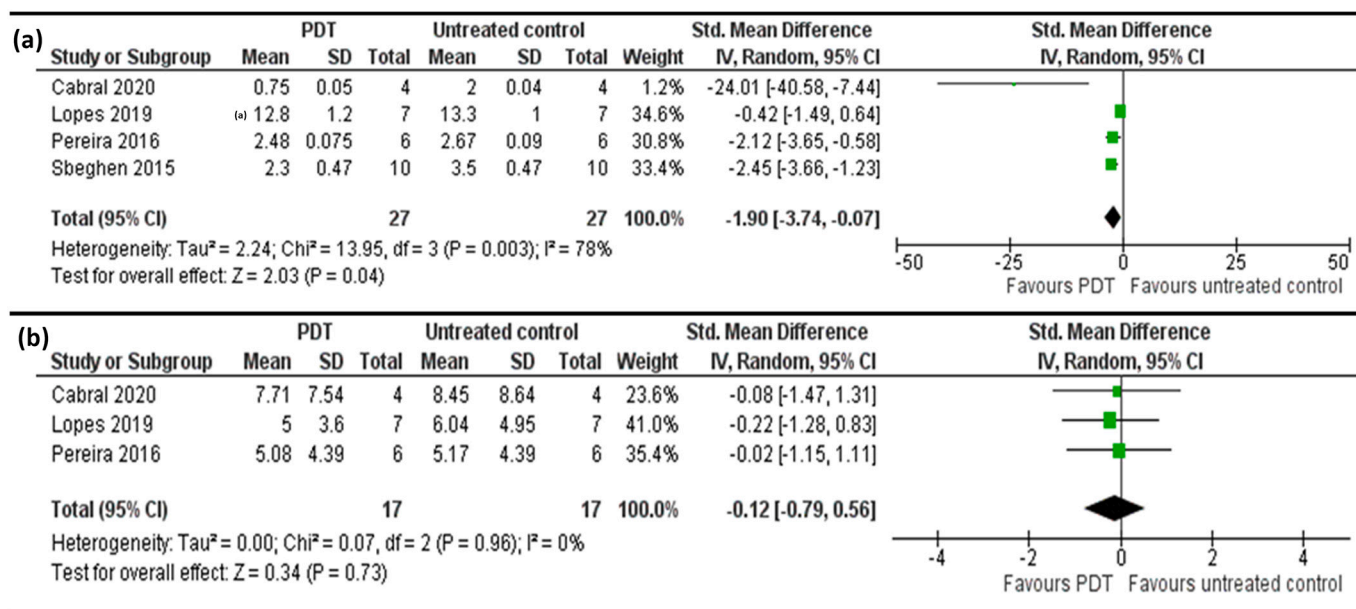 (a) PDT Untreated control Std. Mean Difference Std. Mean Difference
Study or Subgroup Mean SD Total Mean SD Total Weight IV, Random, 95% CI IV, Random, 95% CI
Cabral 2020 0.75 0.05 4 2 0.04 4 1.2% -24.01 [-40.58, -7.44]
Lopes 2019 (a) 12.8 1.2 7 13.3 1 7 34.6% -0.42 [-1.49, 0.64]
Pereira 2016 2.48 0.075 6 2.67 0.09 6 30.8% -2.12 [-3.65, -0.58]
Sbeghen 2015 2.3 0.47 10 3.5 0.47 10 33.4% -2.45 [-3.66, -1.23]
Total (95% CI) 27 27 100.0% -1.90 [-3.74, -0.07]
Heterogeneity: Tau² = 2.24; Chi² = 13.95, df = 3 (P = 0.003); I² = 78%
Test for overall effect: Z = 2.03 (P = 0.04)
-50 -25 0 25 50
Favours PDT Favours untreated control
(b) PDT Untreated control Std. Mean Difference Std. Mean Difference
Study or Subgroup Mean SD Total Mean SD Total Weight IV, Random, 95% CI IV, Random, 95% CI
Cabral 2020 7.71 7.54 4 8.45 8.64 4 23.6% -0.08 [-1.47, 1.31]
Lopes 2019 5 3.6 7 6.04 4.95 7 41.0% -0.22 [-1.28, 0.83]
Pereira 2016 5.08 4.39 6 5.17 4.39 6 35.4% -0.02 [-1.15, 1.11]
Total (95% CI) 17 17 100.0% -0.12 [-0.79, 0.56]
Heterogeneity: Tau² = 0.00; Chi² = 0.07, df = 2 (P = 0.96); I² = 0%
Test for overall effect: Z = 0.34 (P = 0.73)
-4 -2 0 2 4
Favours PDT Favours untreated control